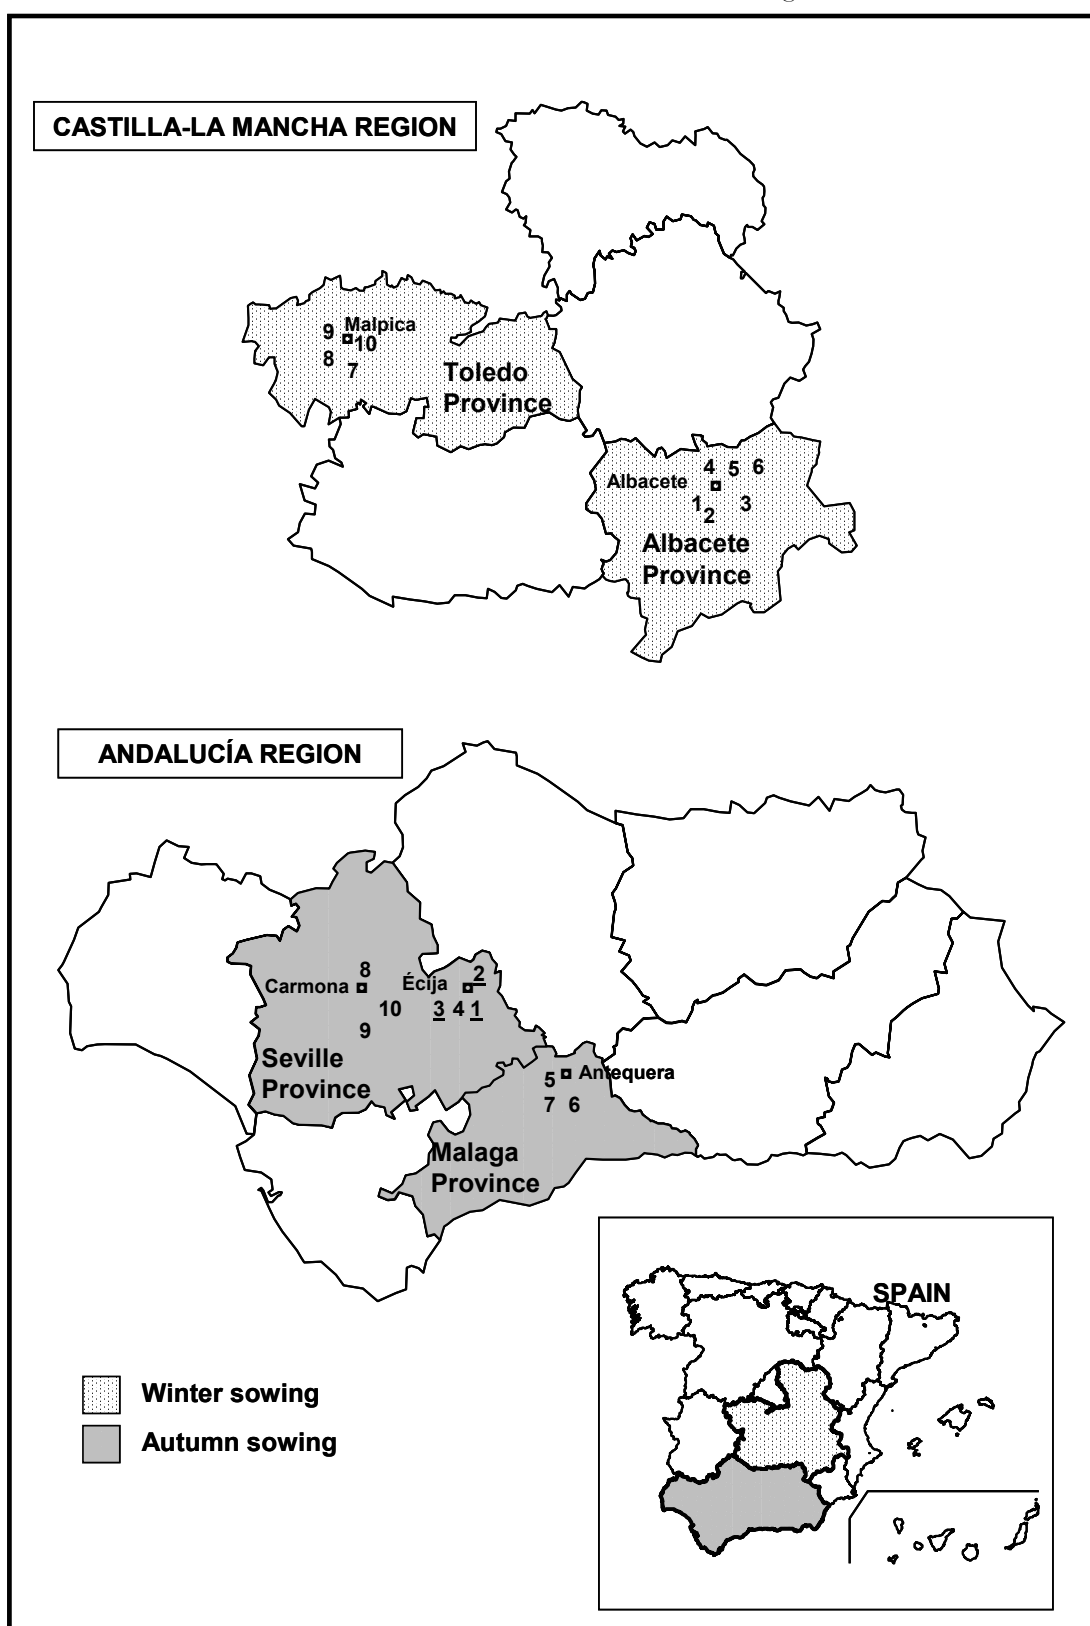 CASTILLA-LA MANCHA REGION
9 Malpica
10
8
7
Toledo
Province
4 5 6
Albacete
1 2 3
Albacete
Province
ANDALUCÍA REGION
8
Carmona
Écija 2
10 3 4 1
9
Seville
Province
5 Antequera
7 6
Malaga
Province
SPAIN
Winter sowing
Autumn sowing